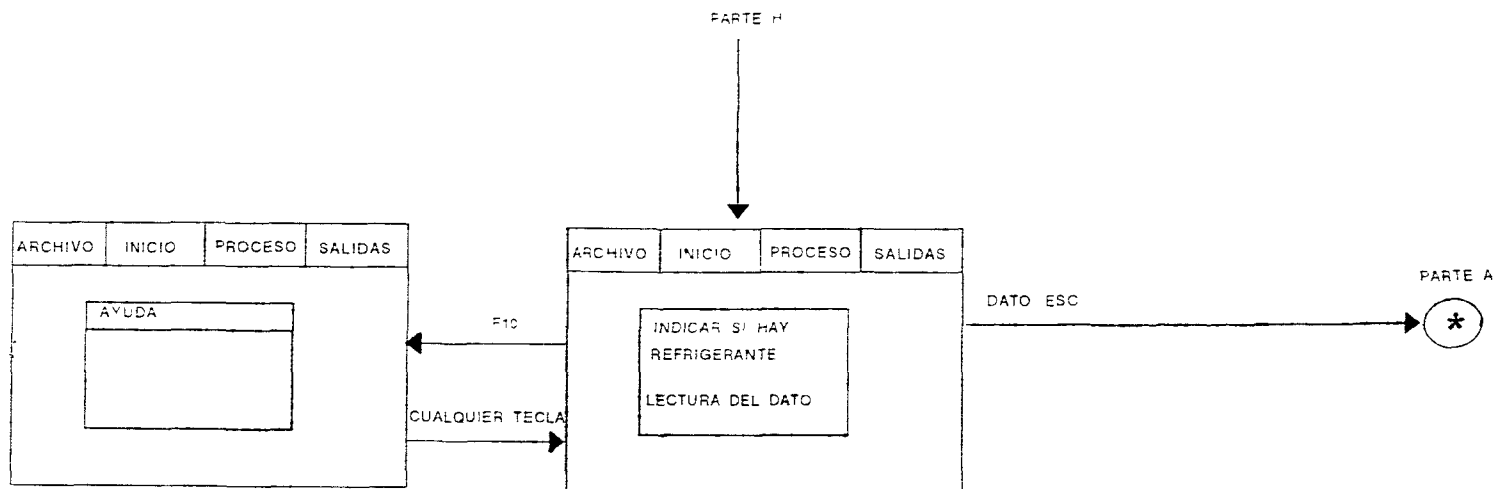 PARTE H
ARCHIVO INICIO PROCESO SALIDAS
AYUDA
F10
CUALQUIER TECLA
ARCHIVO INICIO PROCESO SALIDAS
INDICAR SI HAY
REFRIGERANTE
LECTURA DEL DATO
DATO ESC
PARTE A
*